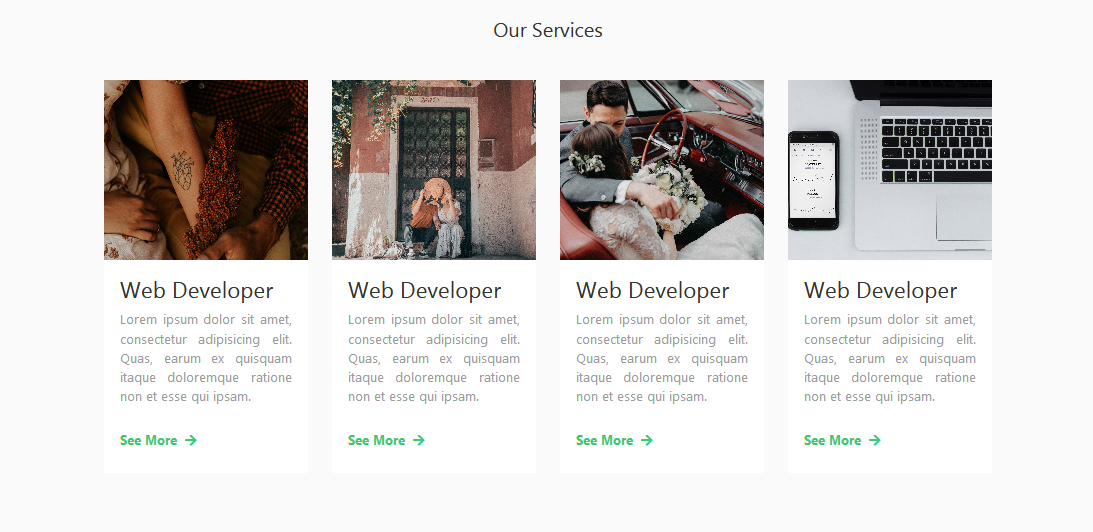 Our Services
Web Developer
Lorem ipsum dolor sit amet,
consectetur adipisicing elit.
Quas, earum ex quisquam
itaque doloremque ratione
non et esse qui ipsam.
See More →
Web Developer
Lorem ipsum dolor sit amet,
consectetur adipisicing elit.
Quas, earum ex quisquam
itaque doloremque ratione
non et esse qui ipsam.
See More →
Web Developer
Lorem ipsum dolor sit amet,
consectetur adipisicing elit.
Quas, earum ex quisquam
itaque doloremque ratione
non et esse qui ipsam.
See More →
Web Developer
Lorem ipsum dolor sit amet,
consectetur adipisicing elit.
Quas, earum ex quisquam
itaque doloremque ratione
non et esse qui ipsam.
See More →